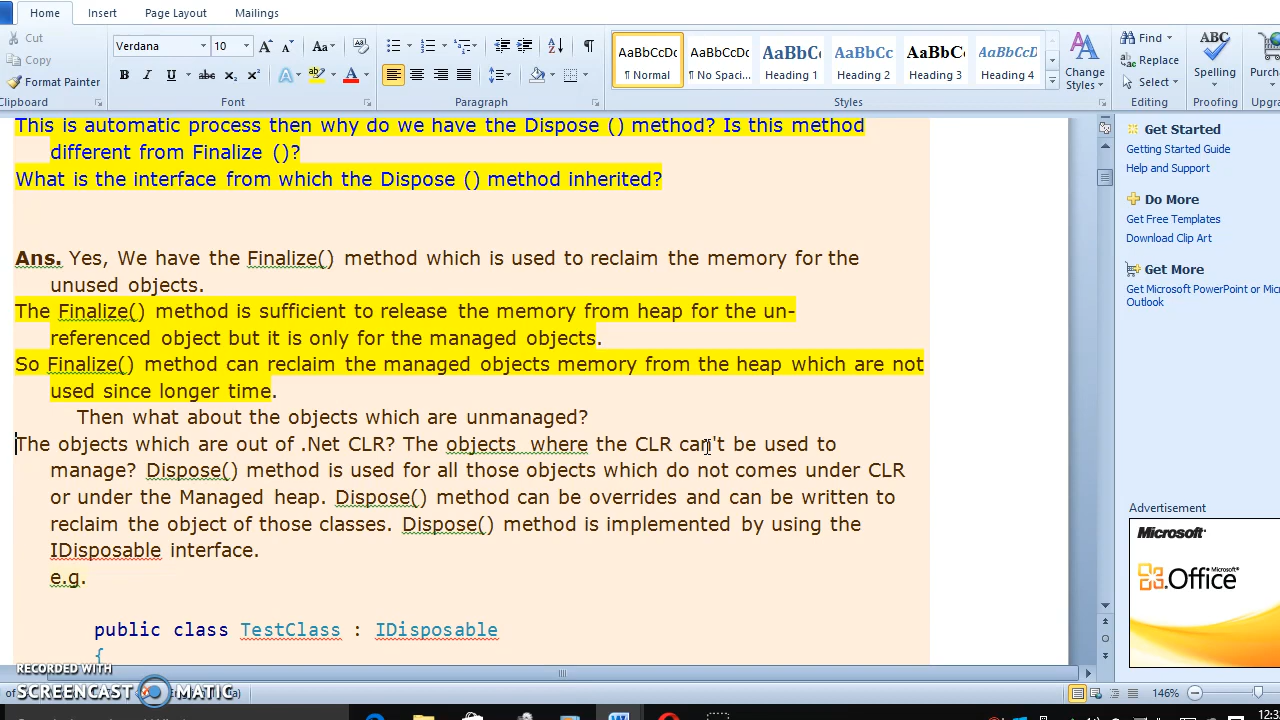 Home Insert Page Layout Mailings
Cut
Copy
Format Painter
Clipboard
Verdana 10
Font
Paragraph
AaBbCcDc AaBbCcDc AaBbCc AaBbCc AaBbCc AaBbCcD
¶ Normal ¶ No Spaci... Heading 1 Heading 2 Heading 3 Heading 4
Change Styles
Styles
Find
Replace
Select
Editing
ABC
Spelling
Proofing
This is automatic process then why do we have the Dispose () method? Is this method
different from Finalize ()?
What is the interface from which the Dispose () method inherited?
Ans. Yes, We have the Finalize() method which is used to reclaim the memory for the
unused objects.
The Finalize() method is sufficient to release the memory from heap for the un-
referenced object but it is only for the managed objects.
So Finalize() method can reclaim the managed objects memory from the heap which are not
used since longer time.
Then what about the objects which are unmanaged?
The objects which are out of .Net CLR? The objects where the CLR can't be used to
manage? Dispose() method is used for all those objects which do not comes under CLR
or under the Managed heap. Dispose() method can be overrides and can be written to
reclaim the object of those classes. Dispose() method is implemented by using the
IDisposable interface.
e.g.
public class TestClass : IDisposable
{
Get Started
Getting Started Guide
Help and Support
Do More
Get Free Templates
Download Clip Art
Get More
Get Microsoft PowerPoint or
Outlook
Advertisement
Microsoft
Microsoft
Office
RECORDED WITH
SCREENCAST MATIC
146%